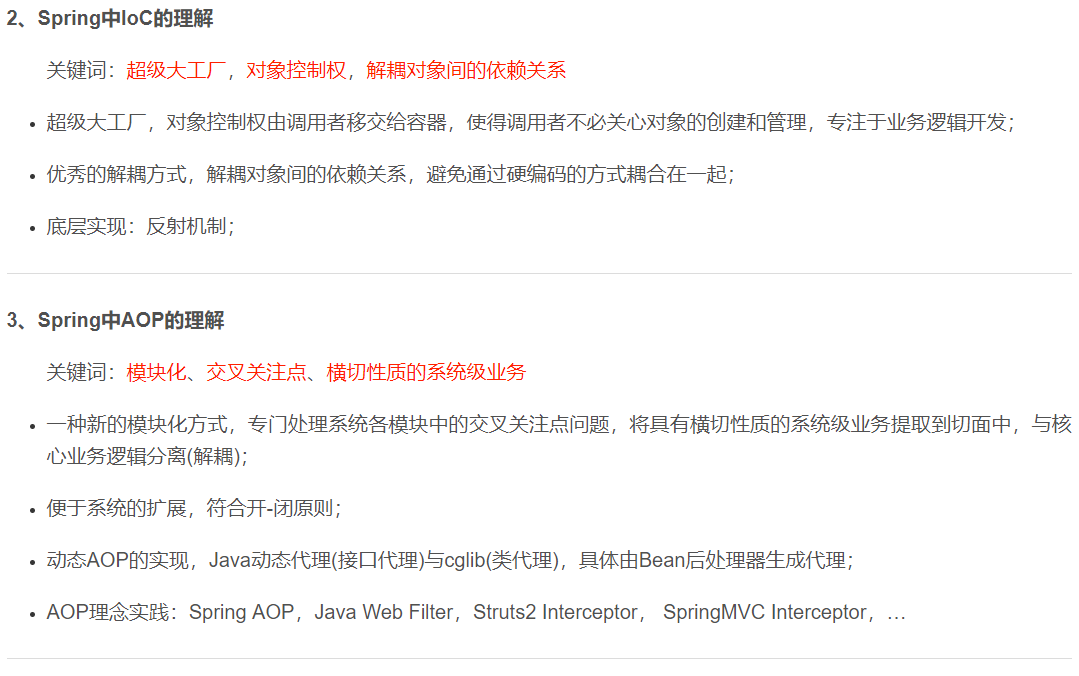 2、Spring中IoC的理解
关键词：超级大工厂，对象控制权，解耦对象间的依赖关系
超级大工厂，对象控制权由调用者移交给容器，使得调用者不必关心对象的创建和管理，专注于业务逻辑开发；
优秀的解耦方式，解耦对象间的依赖关系，避免通过硬编码的方式耦合在一起；
底层实现：反射机制；
3、Spring中AOP的理解
关键词：模块化、交叉关注点、横切性质的系统级业务
一种新的模块化方式，专门处理系统各模块中的交叉关注点问题，将具有横切性质的系统级业务提取到切面中，与核
心业务逻辑分离(解耦)；
便于系统的扩展，符合开-闭原则；
动态AOP的实现，Java动态代理(接口代理)与cglib(类代理)，具体由Bean后处理器生成代理；
AOP理念实践：Spring AOP，Java Web Filter，Struts2 Interceptor， SpringMVC Interceptor，…